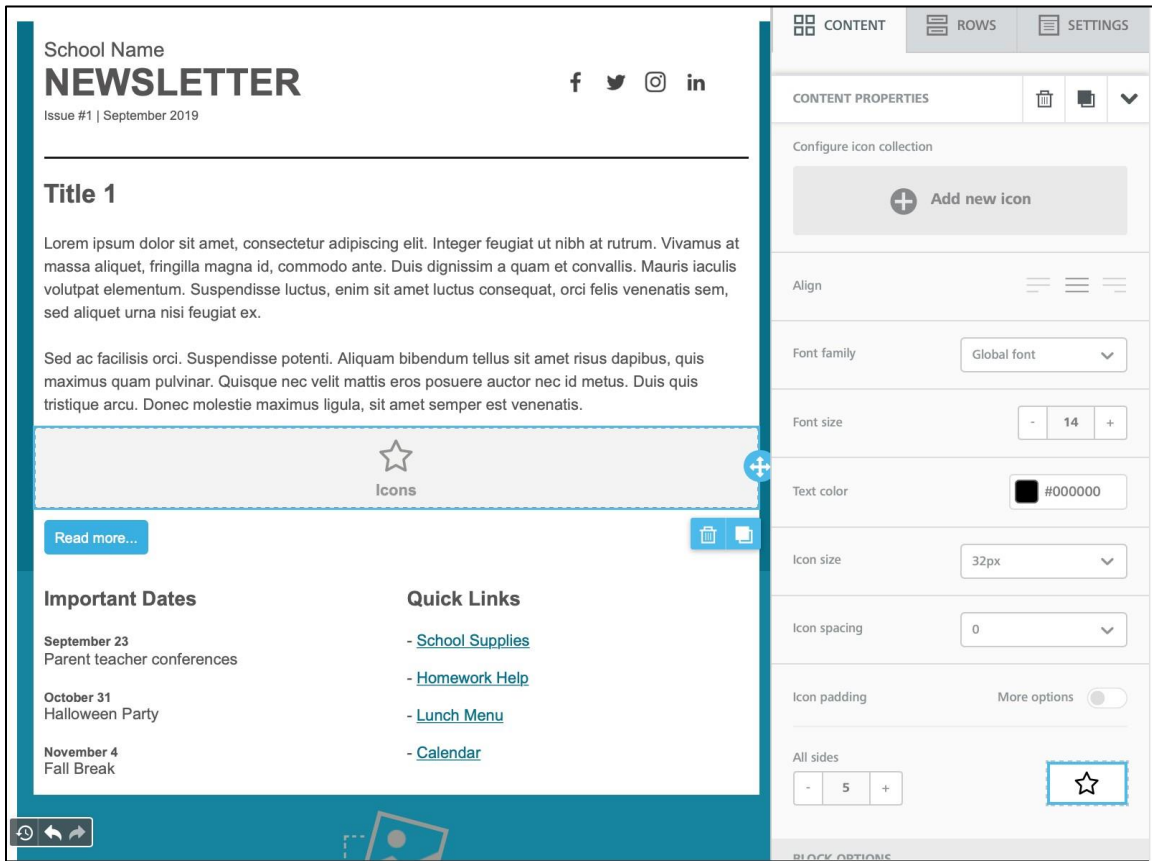 School Name
NEWSLETTER
Issue #1 | September 2019
f in
Title 1
Lorem ipsum dolor sit amet, consectetur adipiscing elit. Integer feugiat ut nibh at rutrum. Vivamus at
massa aliquet, fringilla magna id, commodo ante. Duis dignissim a quam et convallis. Mauris iaculis
volutpat elementum. Suspendisse luctus, enim sit amet luctus consequat, orci felis venenatis sem,
sed aliquet urna nisi feugiat ex.
Sed ac facilisis orci. Suspendisse potenti. Aliquam bibendum tellus sit amet risus dapibus, quis
maximus quam pulvinar. Quisque nec velit mattis eros posuere auctor nec id metus. Duis quis
tristique arcu. Donec molestie maximus ligula, sit amet semper est venenatis.
Icons
Read more...
Important Dates
September 23
Parent teacher conferences
October 31
Halloween Party
November 4
Fall Break
Quick Links
- School Supplies
- Homework Help
- Lunch Menu
- Calendar
CONTENT ROWS SETTINGS
CONTENT PROPERTIES
Configure icon collection
Add new icon
Align
Font family Global font
Font size - 14 +
Text color #000000
Icon size 32px
Icon spacing 0
Icon padding More options
All sides
- 5 +
BLOCK OPTIONS